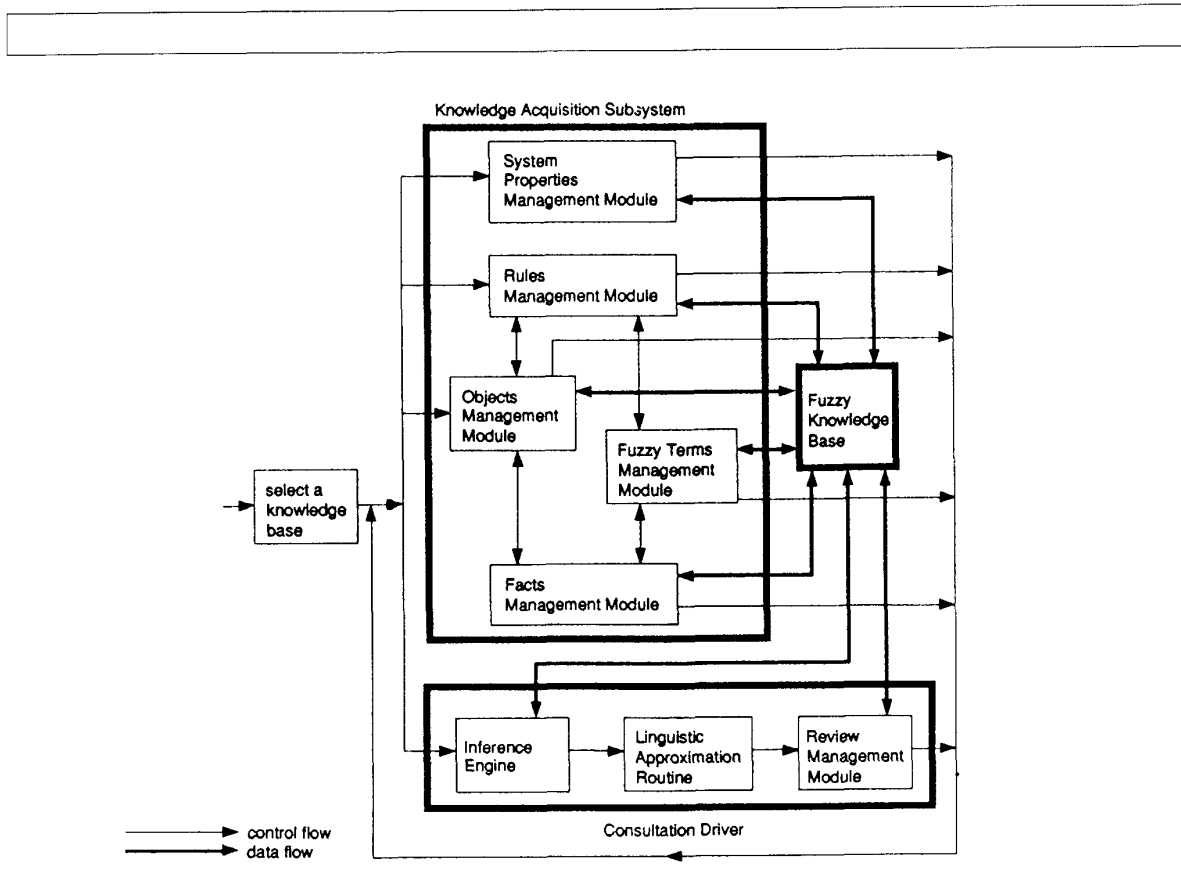 Knowledge Acquisition Subsystem
System
Properties
Management Module
Rules
Management Module
Objects
Management
Module
Fuzzy Terms
Management
Module
Fuzzy
Knowledge
Base
select a
knowledge
base
Facts
Management Module
Inference
Engine
Linguistic
Approximation
Routine
Review
Management
Module
Consultation Driver
control flow
data flow